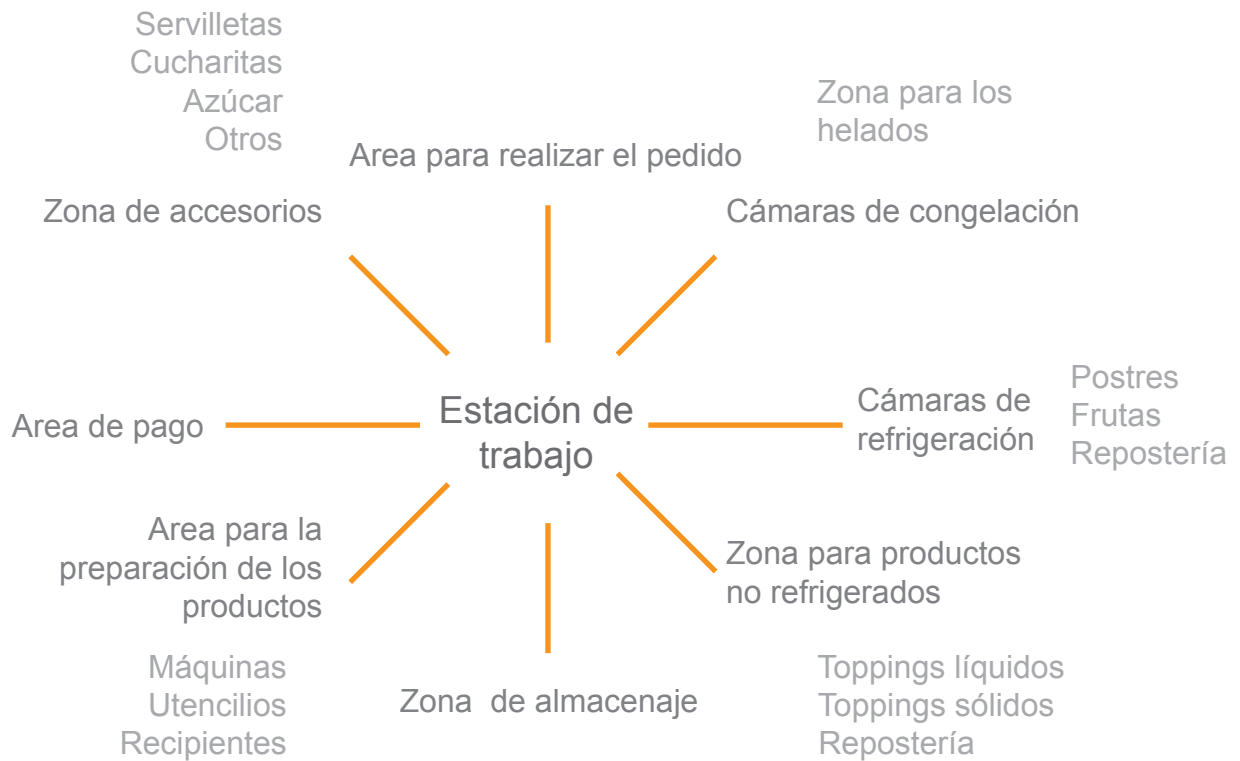 Servilletas
Cucharitas
Azúcar
Otros
Zona para los
helados
Area para realizar el pedido
Zona de accesorios
Cámaras de congelación
Estación de
trabajo
Area de pago
Cámaras de
refrigeración
Postres
Frutas
Repostería
Area para la
preparación de los
productos
Zona para productos
no refrigerados
Máquinas
Utencilios
Recipientes
Zona de almacenaje
Toppings líquidos
Toppings sólidos
Repostería